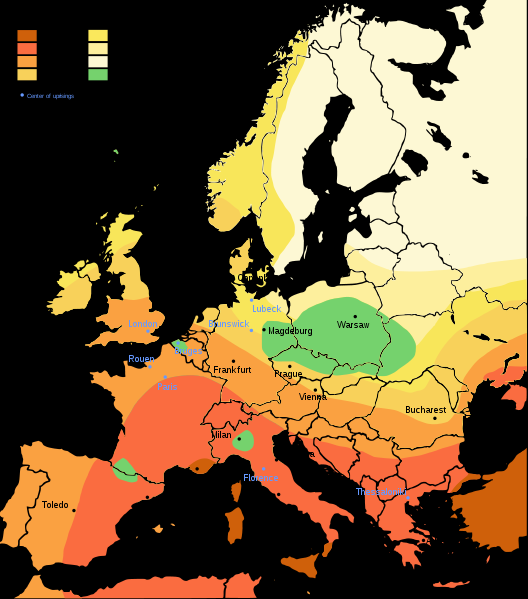 Center of uprisings
Lubeck
London
Brunswick
Magdeburg
Warsaw
Rouen
Frankfurt
Prague
Vienna
Bucharest
Milan
Florence
Thessaloniki
Toledo